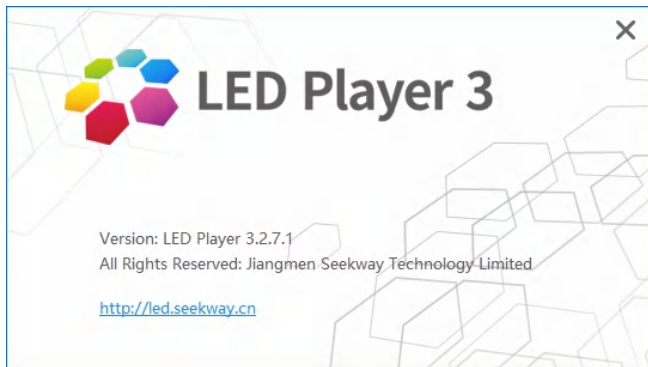 LED Player 3
Version: LED Player 3.2.7.1
All Rights Reserved: Jiangmen Seekway Technology Limited
http://led.seekway.cn